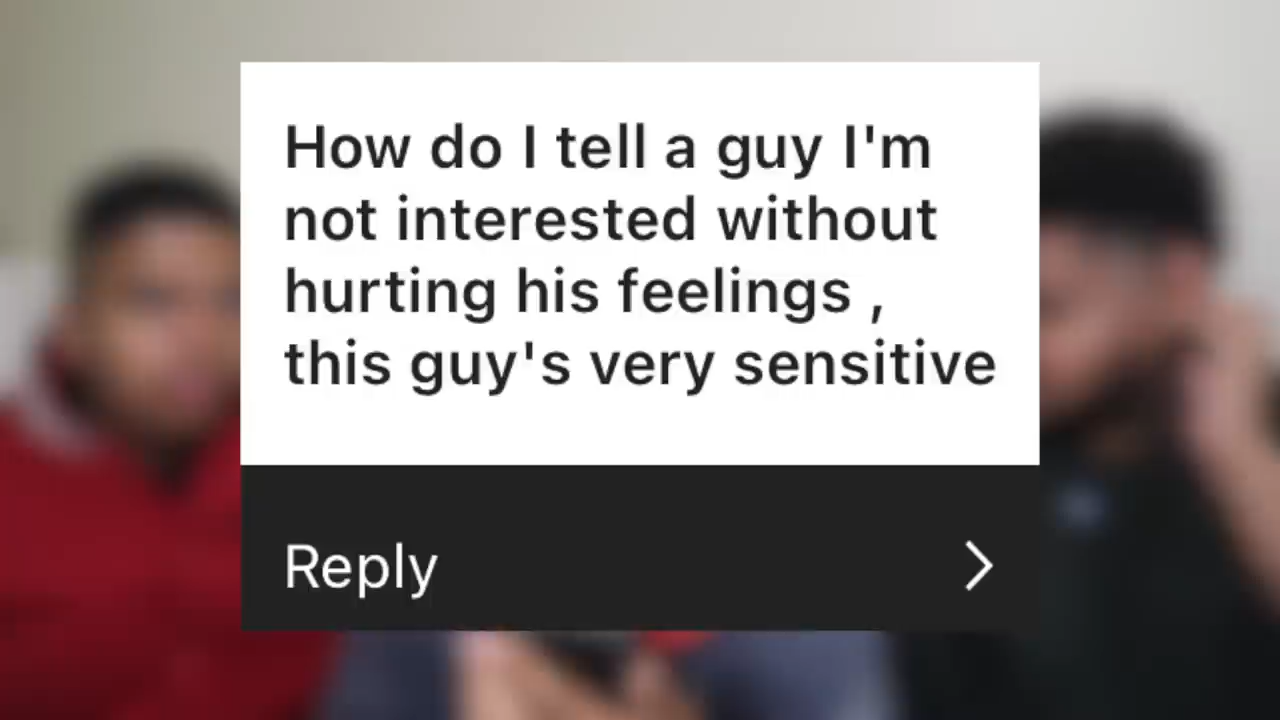 How do I tell a guy I'm
not interested without
hurting his feelings ,
this guy's very sensitive
Reply